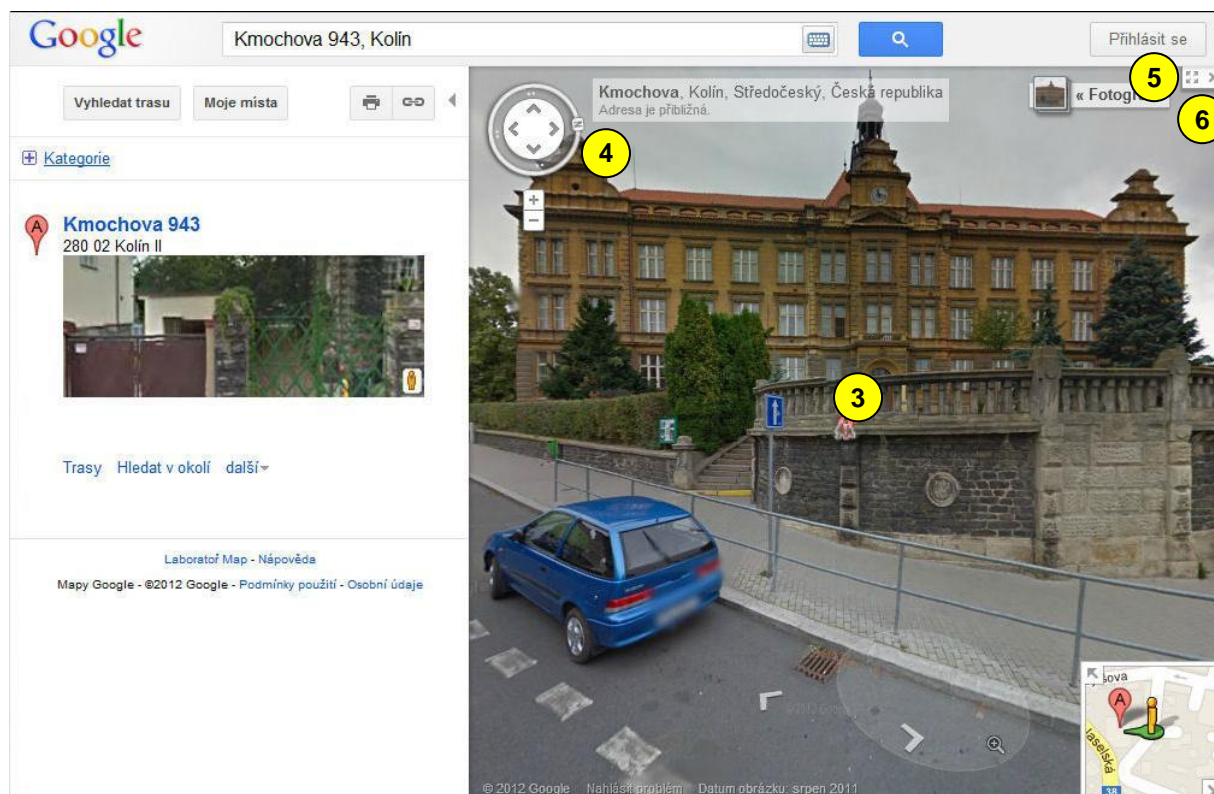 Google
Kmochova 943, Kolín
Přihlásit se
5
Vyhledat trasu
Moje místa
Kmochova, Kolín, Středočeský, Česká republika
Adresa je přibližná.
N
« Fotogra
6
4
Kategorie
A
Kmochova 943
280 02 Kolín II
3
Trasy Hledat v okolí další
Laboratoř Map - Nápověda
Mapy Google - ©2012 Google - Podmínky použití - Osobní údaje
A
38
© 2012 Google Nahlásit problém Datum obrázku: srpen 2011